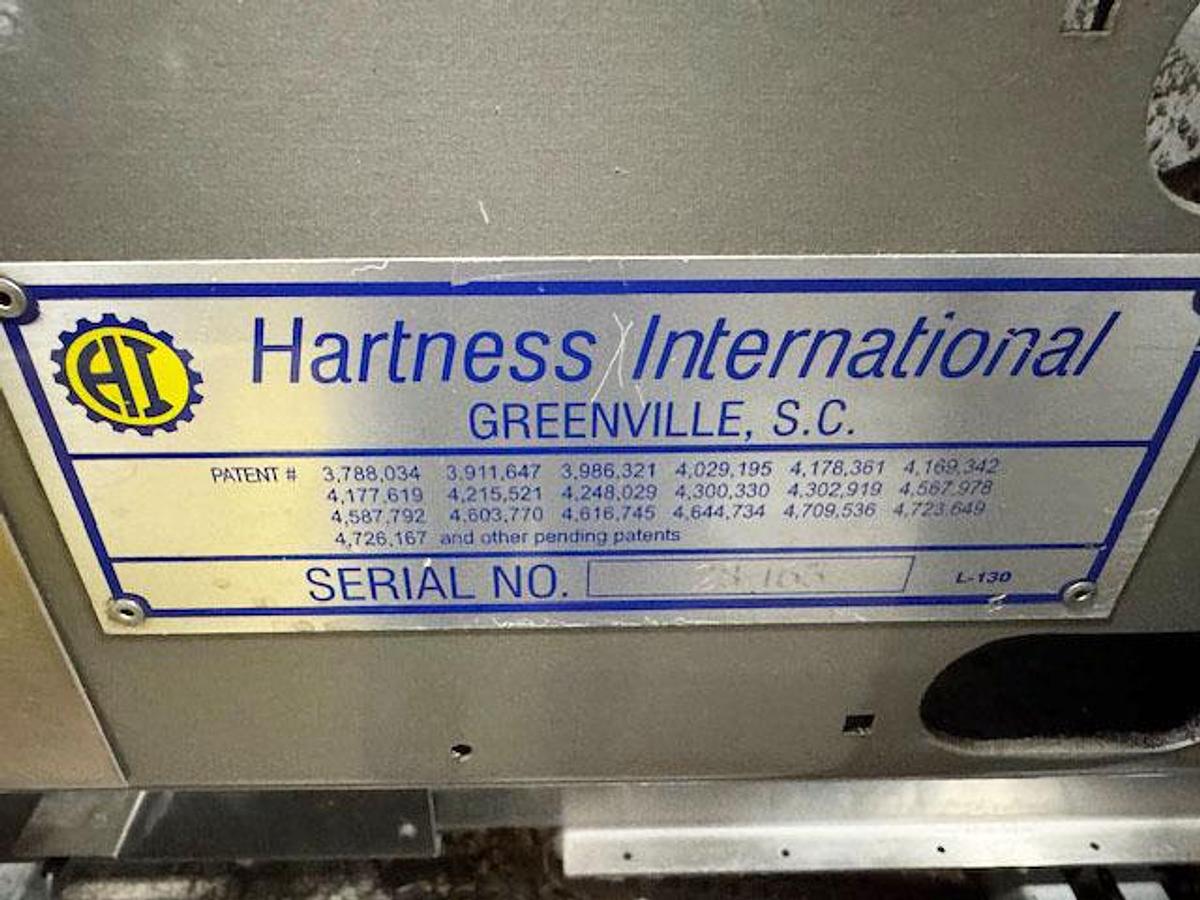 HI
Hartness International
GREENVILLE, S.C.
PATENT # 3,788,034 3,911,647 3,986,321 4,029,195 4,178,361 4,169,342
4,177,619 4,215,521 4,248,029 4,300,330 4,302,919 4,567,978
4,587,792 4,603,770 4,616,745 4,644,734 4,709,536 4,723,649
4,726,167 and other pending patents
SERIAL NO. L-130